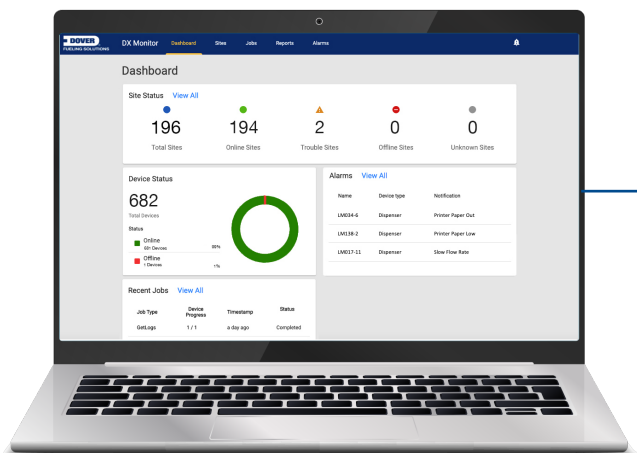 DOVER
FUELING SOLUTIONS
DX Monitor Dashboard Sites Jobs Reports Alarms
Dashboard
Site Status View All
196 194 2 0 0
Total Sites Online Sites Trouble Sites Offline Sites Unknown Sites
Device Status
682
Total Devices
Status
Online
681 Devices
Offline
1 Devices 1%
Alarms View All
Name Device type Notification
LM034-6 Dispenser Printer Paper Out
LM138-2 Dispenser Printer Paper Low
LM017-11 Dispenser Slow Flow Rate
Recent Jobs View All
Job Type Device Progress Timestamp Status
GetLogs 1 / 1 a day ago Completed